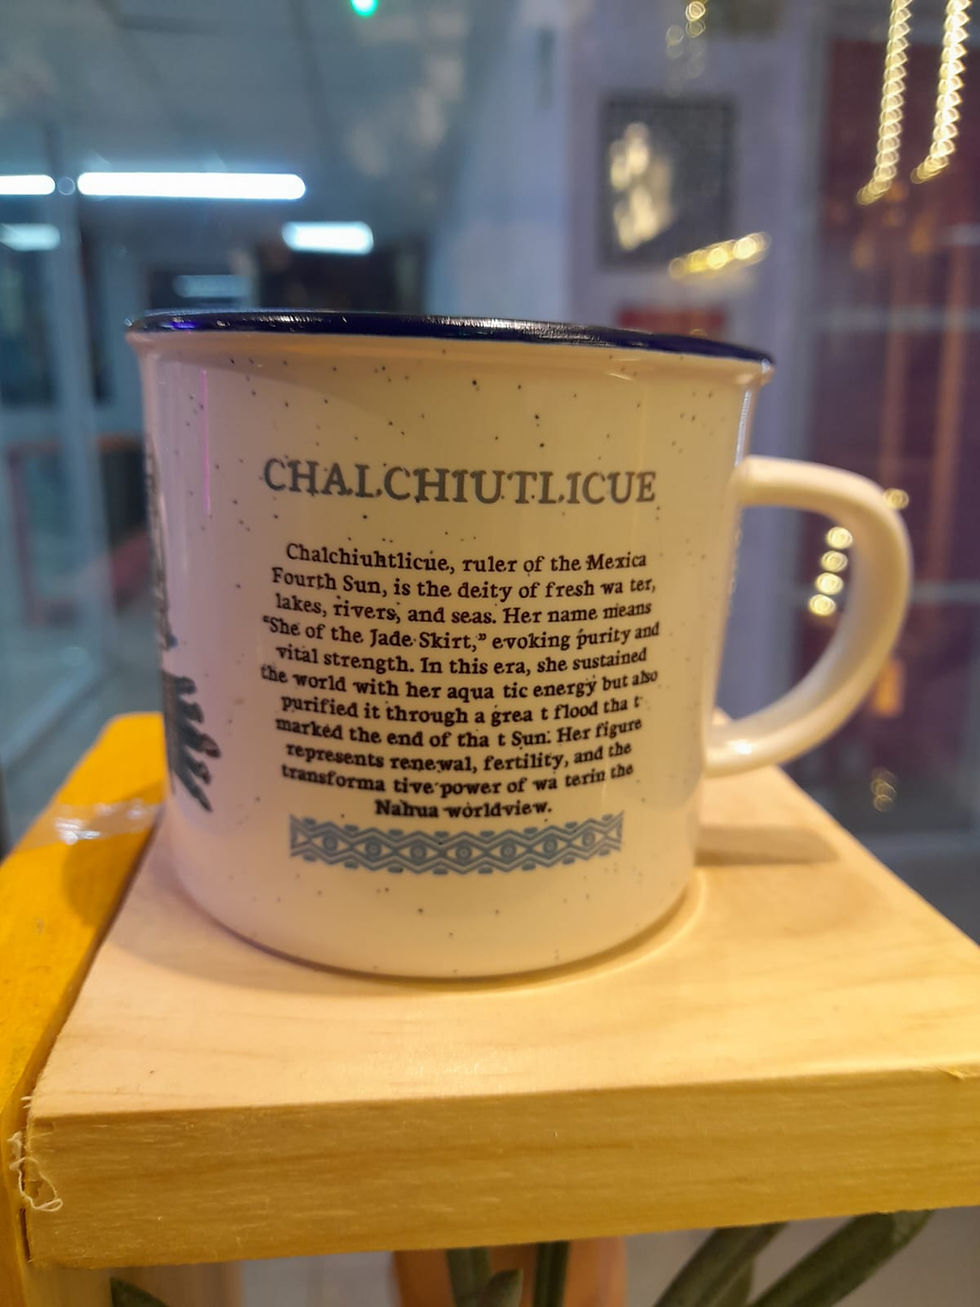 CHALCHIUTLICUE
Chalchiuhtlicue, ruler of the Mexica
Fourth Sun, is the deity of fresh wa ter,
lakes, rivers, and seas. Her name means
“She of the Jade Skirt,” evoking purity and
vital strength. In this era, she sustained
the world with her aqua tic energy but also
purified it through a grea t flood tha t
marked the end of tha t Sun. Her figure
represents renewal, fertility, and the
transforma tive power of wa terin the
Nahua worldview.